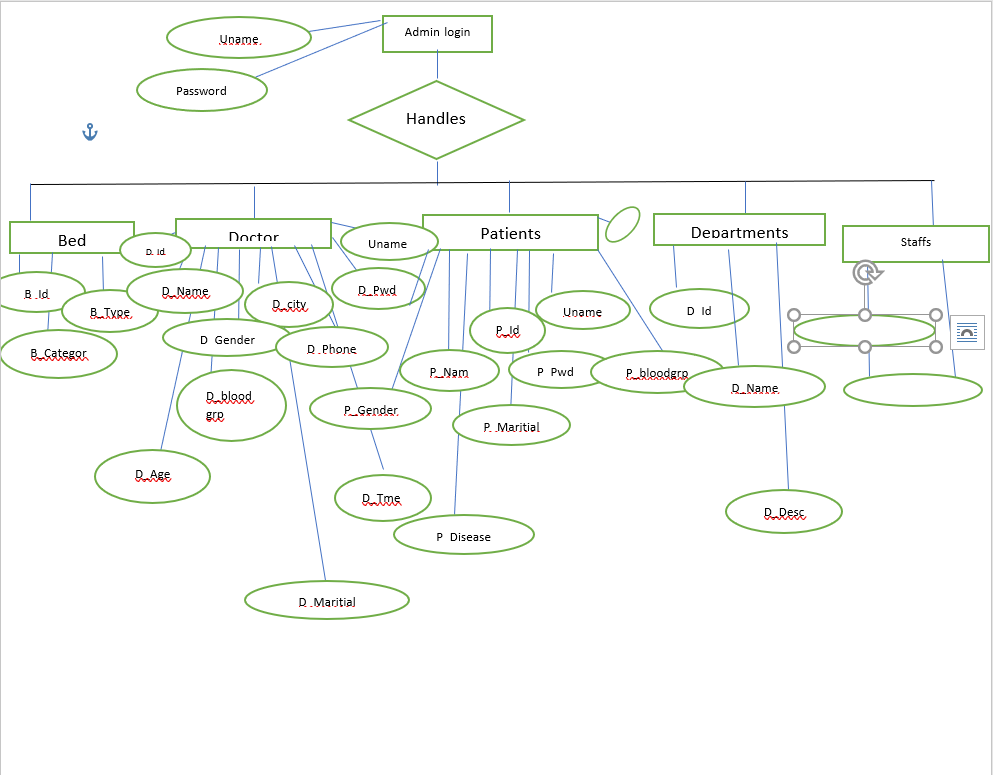 Admin login
Uname
Password
Handles
Bed
Doctor
Patients
Departments
Staffs
D_Id
Uname
B_Id
B_Type
D_Name
D_city
D_Pwd
P_Id
Uname
D_Id
B_Categor
D_Gender
D_Phone
P_Nam
P_Pwd
P_bloodgrp
D_Name
D_blood
grp
P_Gender
P_Maritial
D_Age
D_Tme
P_Disease
D_Desc
D_Maritial